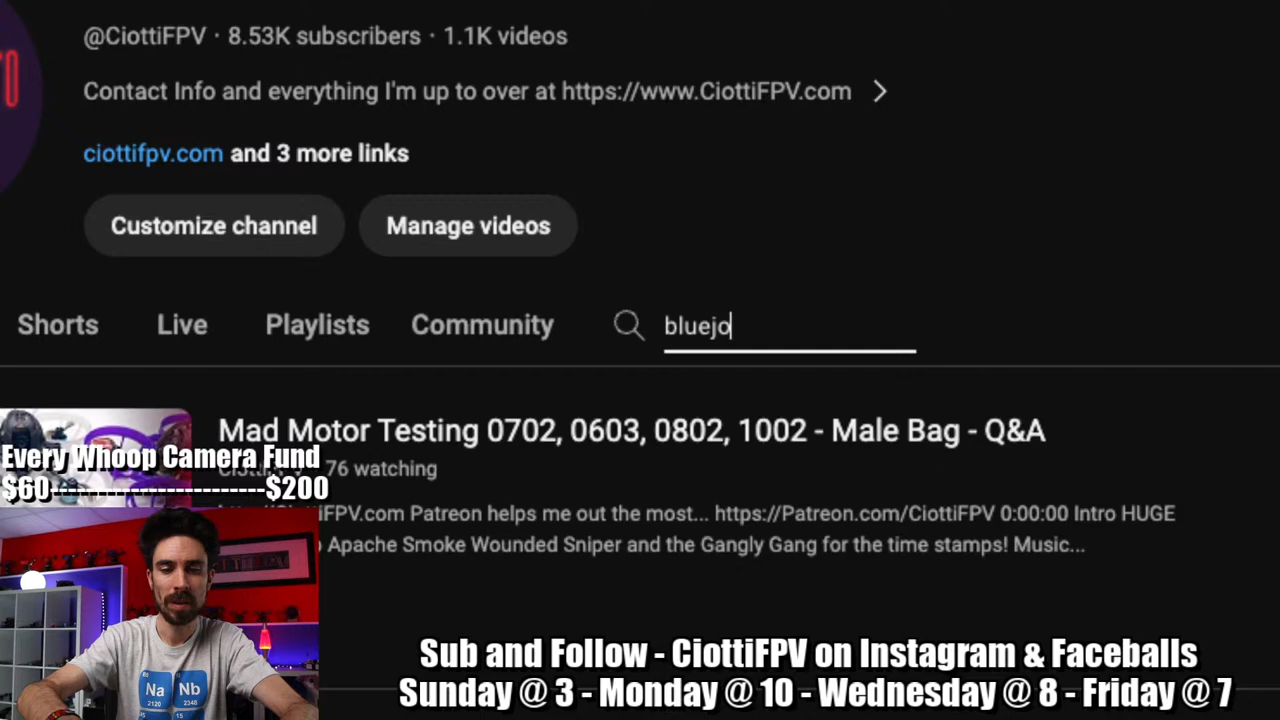 @CiottiFPV · 8.53K subscribers · 1.1K videos
Contact Info and everything I'm up to over at https://www.CiottiFPV.com
ciottifpv.com and 3 more links
Customize channel Manage videos
Shorts Live Playlists Community bluejo
Mad Motor Testing 0702, 0603, 0802, 1002 - Male Bag - Q&A
76 watching
FPV.com Patreon helps me out the most... https://Patreon.com/CiottiFPV 0:00:00 Intro HUGE
Apache Smoke Wounded Sniper and the Gangly Gang for the time stamps! Music...
Every Whoop Camera Fund
$60-----------------------$200
Na Nb
Sub and Follow - CiottiFPV on Instagram & Faceballs
Sunday @ 3 - Monday @ 10 - Wednesday @ 8 - Friday @ 7